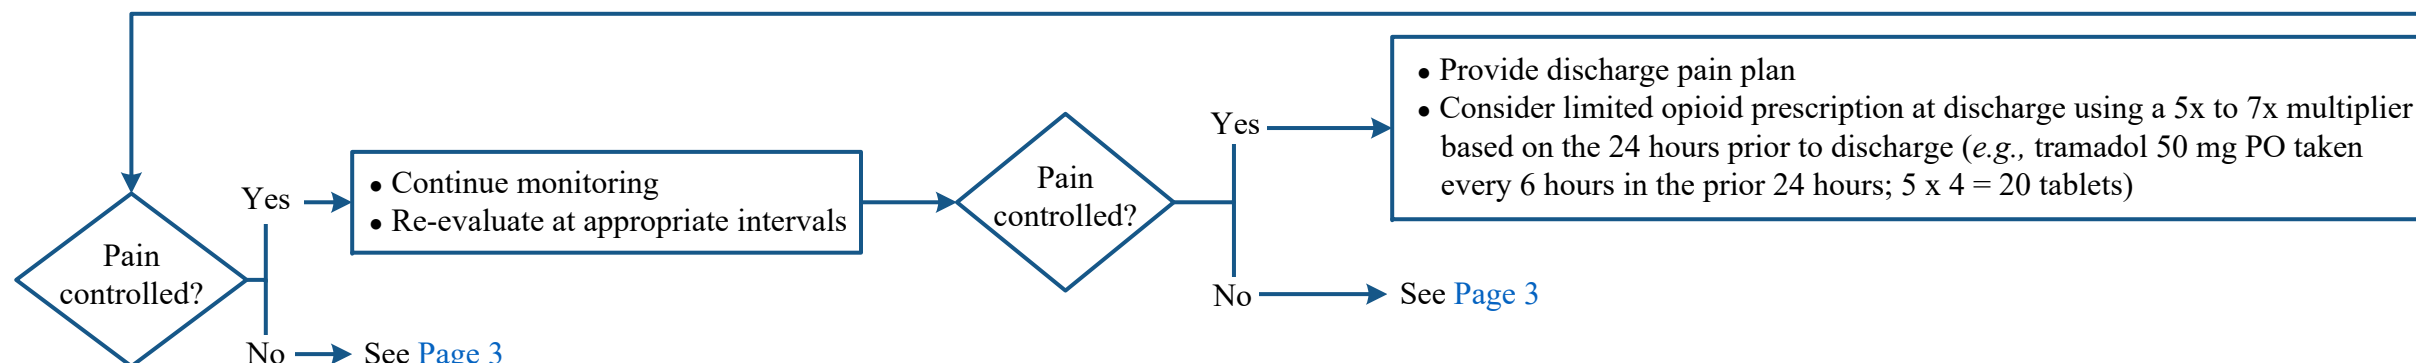 Pain
controlled?
Yes
• Continue monitoring
• Re-evaluate at appropriate intervals
No
See Page 3
Pain
controlled?
Yes
• Provide discharge pain plan
• Consider limited opioid prescription at discharge using a 5x to 7x multiplier
based on the 24 hours prior to discharge (e.g., tramadol 50 mg PO taken
every 6 hours in the prior 24 hours; 5 x 4 = 20 tablets)
No
See Page 3